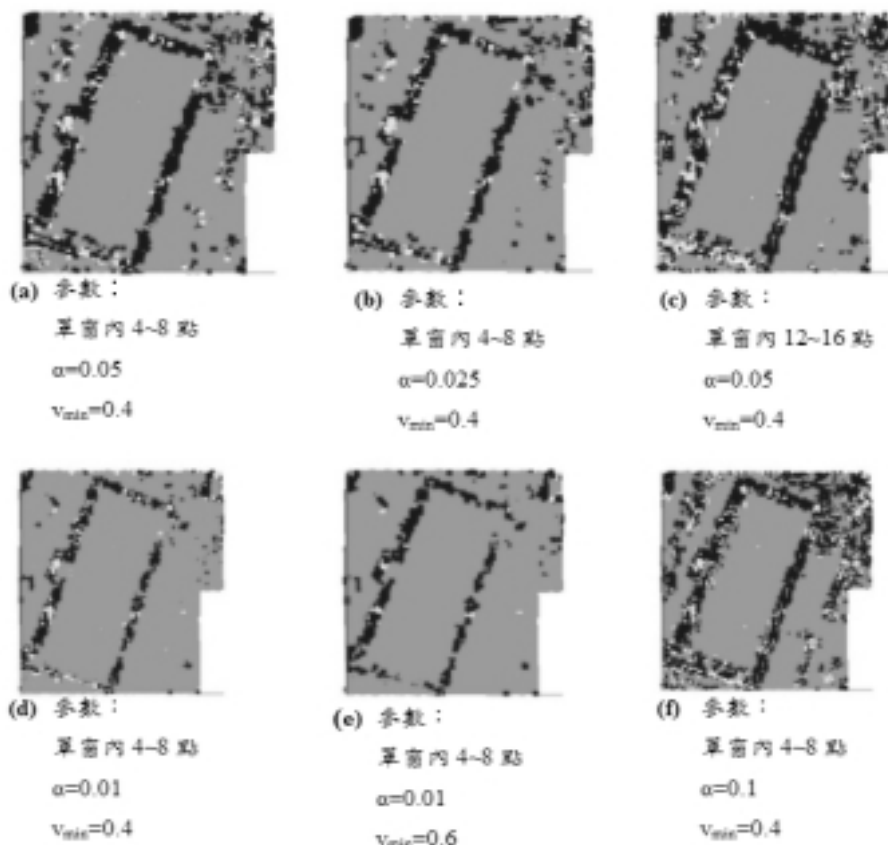 (a) 參數：
單窗內 4~8 點
α=0.05
vmin=0.4
(b) 參數：
單窗內 4~8 點
α=0.025
vmin=0.4
(c) 參數：
單窗內 12~16 點
α=0.05
vmin=0.4
(d) 參數：
單窗內 4~8 點
α=0.01
vmin=0.4
(e) 參數：
單窗內 4~8 點
α=0.01
vmin=0.6
(f) 參數：
單窗內 4~8 點
α=0.1
vmin=0.4